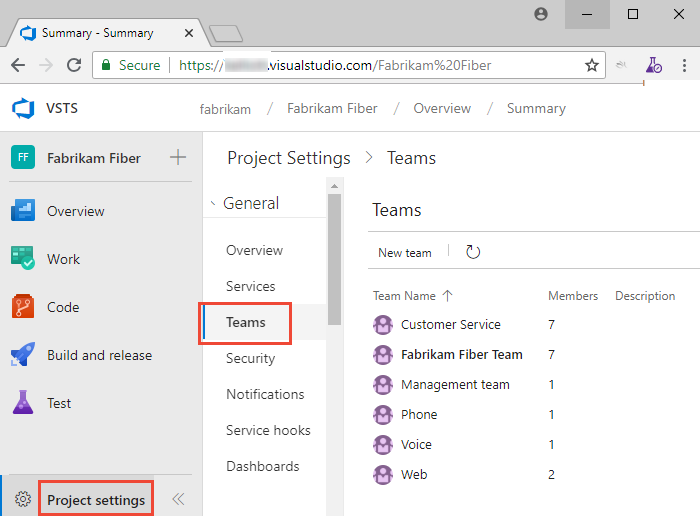 Summary - Summary
Secure https:// .visualstudio.com/Fabrikam%20Fiber
VSTS
fabrikam / Fabrikam Fiber / Overview / Summary
FF Fabrikam Fiber
Overview
Work
Code
Build and release
Test
Project settings
Project Settings > Teams
General
Overview
Services
Teams
Security
Notifications
Service hooks
Dashboards
Teams
New team
Team Name Members Description
Customer Service 7
Fabrikam Fiber Team 7
Management team 1
Phone 1
Voice 1
Web 2